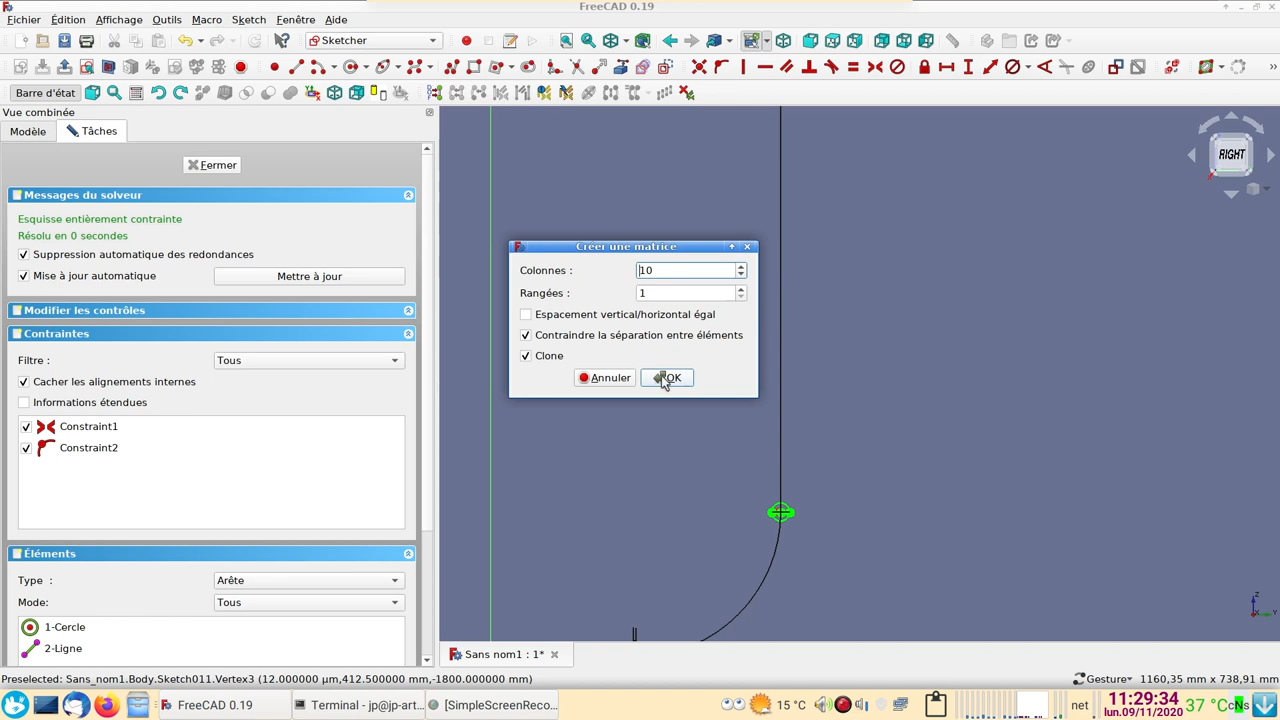 FreeCAD 0.19
Fichier Édition Affichage Outils Macro Sketch Fenêtre Aide
Sketcher
Barre d'état
Vue combinée
Modèle Tâches
Fermer
Messages du solveur
Esquisse entièrement contrainte
Résolu en 0 secondes
Suppression automatique des redondances
Mise à jour automatique Mettre à jour
Modifier les contrôles
Contraintes
Filtre : Tous
Cacher les alignements internes
Informations étendues
Constraint1
Constraint2
Éléments
Type : Arête
Mode: Tous
1-Cercle
2-Ligne
RIGHT
Créer une matrice
Colonnes : 10
Rangées : 1
Espacement vertical/horizontal égal
Contraindre la séparation entre éléments
Clone
Annuler OK
Z
Y
Sans nom1 : 1*
Preselected: Sans_nom1.Body.Sketch011.Vertex3 (12.000000 µm,412.500000 mm,-1800.000000 mm)
Gesture 1160,35 mm x 738,91 mm
FreeCAD 0.19
Terminal - jp@jp-art...
[SimpleScreenReco...
15 °C
net
11:29:34
lun.09/11/2020
37 °C
cNs